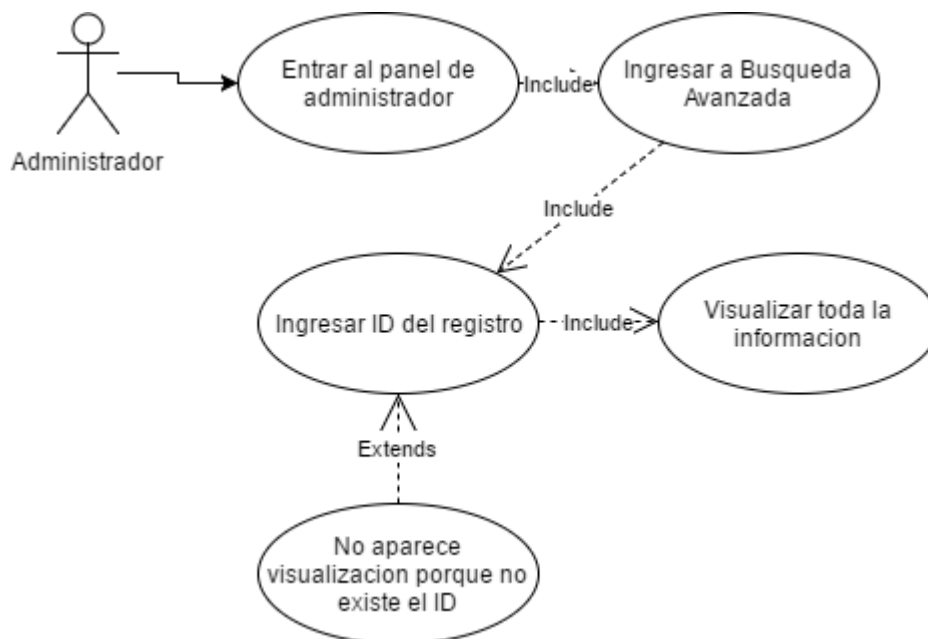 Entrar al panel de
administrador
Include
Ingresar a Busqueda
Avanzada
Administrador
Include
Ingresar ID del registro
Include
Visualizar toda la
informacion
Extends
No aparece
visualizacion porque no
existe el ID